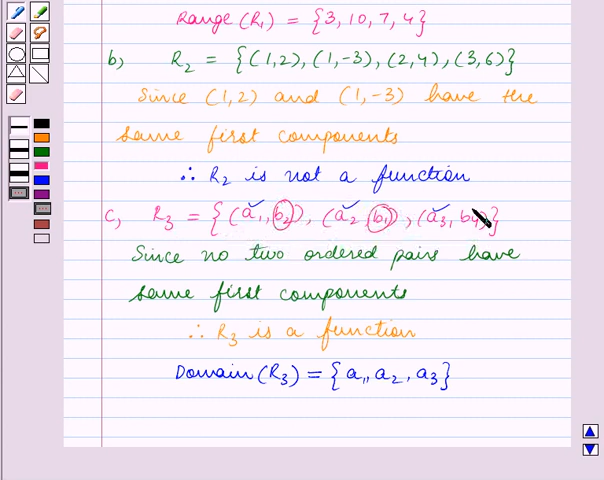 Range (R₁) = {3, 10, 7, 4}
b) R₂ = {(1,2), (1,-3), (2,4), (3,6)}
Since (1,2) and (1,-3) have the
same first components
∴ R₂ is not a function
c) R₃ = {(a₁, b₂), (a₂, b₁), (a₃, b₄)}
Since no two ordered pairs have
same first components
∴ R₃ is a function
Domain (R₃) = {a₁, a₂, a₃}